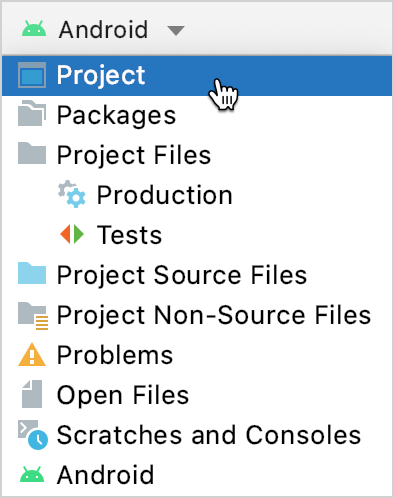 Android
Project
Packages
Project Files
Production
Tests
Project Source Files
Project Non-Source Files
Problems
Open Files
Scratches and Consoles
Android